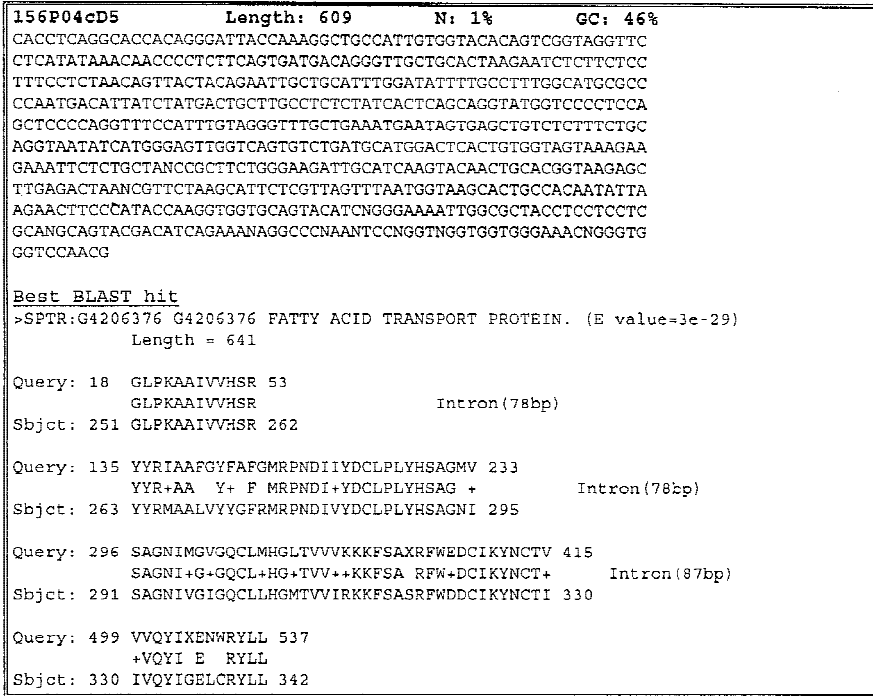 156P04cD5 Length: 609 N: 1% GC: 46%
CACCTCAGGCACCACAGGGATTACCAAAGGCTGCCATTGTGGTACACAGTCGGTAGGTTC
CTCATATAAACAACCCCTCTTCAGTGATGACAGGGTTGCTGCACTAAGAATCTCTTCTCC
TTTCCTCTAACAGTTACTACAGAATTGCTGCATTTGGATATTTTGCCTTTGGCATGCGCC
CCAATGACATTATCTATGACTGCTTGCCTCTCTATCACTCAGCAGGTATGGTCCCCTCCA
GCTCCCCAGGTTTCCATTTGTAGGGTTTGCTGAAATGAATAGTGAGCTGTCTCTTTCTGC
AGGTAATATCATGGGAGTTGGTCAGTGTCTGATGCATGGACTCACTGTGGTAGTAAAGAA
GAAATTCTCTGCTANCCGCTTCTGGGAAGATTGCATCAAGTACAACTGCACGGTAAGAGC
TTGAGACTAANCGTTCTAAGCATTCTCGTTAGTTTAATGGTAAGCACTGCCACAATATTA
AGAACTTCCCATACCAAGGTGGTGCAGTACATCNGGGAAAATTGGCGCTACCTCCTCCTC
GCANGCAGTACGACATCAGAAANAGGCCCNAANTCCNGGTNGGTGGTGGGAAACNGGGTG
GGTCCAACG
Best BLAST hit
>SPTR:G4206376 G4206376 FATTY ACID TRANSPORT PROTEIN. (E value=3e-29)
Length = 641
Query: 18 GLPKAAIVVHSR 53
GLPKAAIVVHSR Intron(78bp)
Sbjct: 251 GLPKAAIVVHSR 262
Query: 135 YYRIAAFGYFAFGMRPNDIIYDCLPLYHSAGMV 233
YYR+AA Y+ F MRPNDI+YDCLPLYHSAG + Intron(78bp)
Sbjct: 263 YYRMAALVYYGFRMRPNDIVYDCLPLYHSAGNI 295
Query: 296 SAGNIMGVGQCLMHGLTVVVKKKFSAXRFWEDCIKYNCTV 415
SAGNI+G+GQCL+HG+TVV++KKFSA RFW+DCIKYNCT+ Intron(87bp)
Sbjct: 291 SAGNIVGIGQCLLHGMTVVIRKKFSASRFWDDCIKYNCTI 330
Query: 499 VVQYIXENWRYLL 537
+VQYI E RYLL
Sbjct: 330 IVQYIGELCRYLL 342